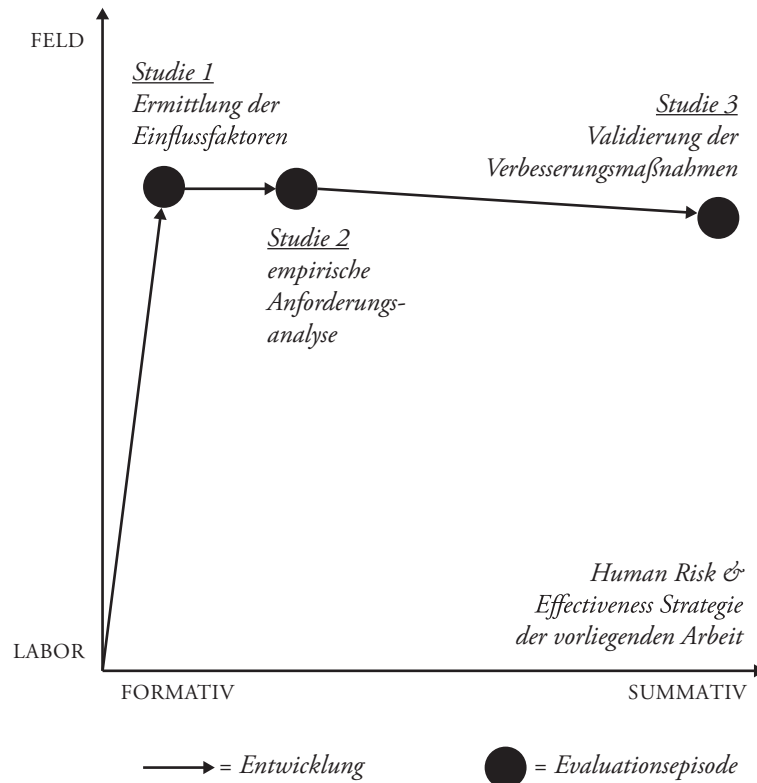 FELD
Studie 1
Ermittlung der
Einflussfaktoren
Studie 3
Validierung der
Verbesserungsmaßnahmen
Studie 2
empirische
Anforderungs-
analyse
Human Risk &
Effectiveness Strategie
der vorliegenden Arbeit
LABOR
FORMATIV
SUMMATIV
= Entwicklung
= Evaluationsepisode